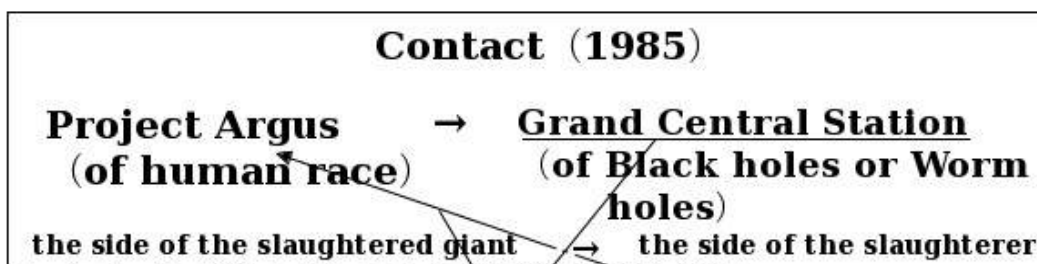 Contact（1985）
Project Argus → Grand Central Station
（of human race） （of Black holes or Worm
holes）
the side of the slaughtered giant → the side of the slaughterer